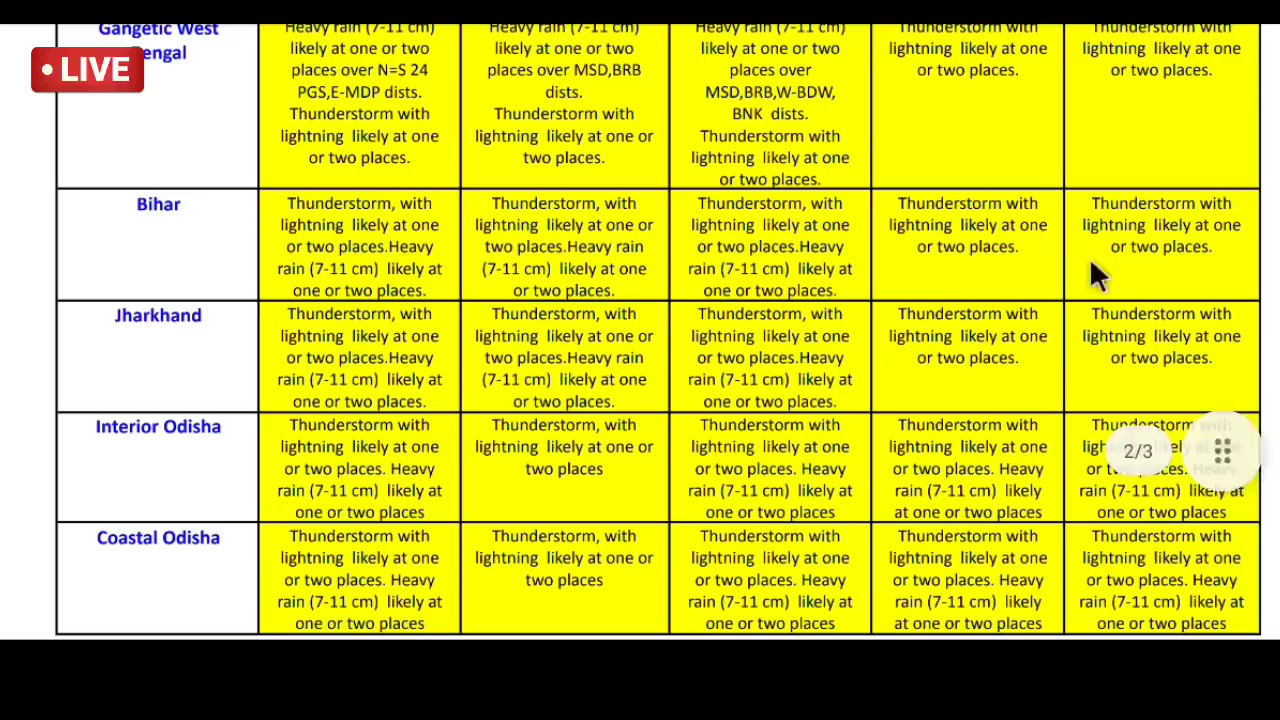 Gangetic West
engal
LIVE
Heavy rain (7-11 cm)
likely at one or two
places over N=S 24
PGS,E-MDP dists.
Thunderstorm with
lightning likely at one
or two places.
Heavy rain (7-11 cm)
likely at one or two
places over MSD,BRB
dists.
Thunderstorm with
lightning likely at one or
two places.
Heavy rain (7-11 cm)
likely at one or two
places over
MSD,BRB,W-BDW,
BNK dists.
Thunderstorm with
lightning likely at one
or two places.
Thunderstorm with
lightning likely at one
or two places.
Thunderstorm with
lightning likely at one
or two places.
Bihar
Thunderstorm, with
lightning likely at one
or two places.Heavy
rain (7-11 cm) likely at
one or two places.
Thunderstorm, with
lightning likely at one or
two places.Heavy rain
(7-11 cm) likely at one
or two places.
Thunderstorm, with
lightning likely at one
or two places.Heavy
rain (7-11 cm) likely at
one or two places.
Thunderstorm with
lightning likely at one
or two places.
Thunderstorm with
lightning likely at one
or two places.
Jharkhand
Thunderstorm, with
lightning likely at one
or two places.Heavy
rain (7-11 cm) likely at
one or two places.
Thunderstorm, with
lightning likely at one or
two places.Heavy rain
(7-11 cm) likely at one
or two places.
Thunderstorm, with
lightning likely at one
or two places.Heavy
rain (7-11 cm) likely at
one or two places.
Thunderstorm with
lightning likely at one
or two places.
Thunderstorm with
lightning likely at one
or two places.
Interior Odisha
Thunderstorm with
lightning likely at one
or two places. Heavy
rain (7-11 cm) likely at
one or two places
Thunderstorm, with
lightning likely at one or
two places
Thunderstorm with
lightning likely at one
or two places. Heavy
rain (7-11 cm) likely at
one or two places
Thunderstorm with
lightning likely at one
or two places. Heavy
rain (7-11 cm) likely
at one or two places
Thunderstorm with
likely at one
or two places. Heavy
rain (7-11 cm) likely at
one or two places
2/3
Coastal Odisha
Thunderstorm with
lightning likely at one
or two places. Heavy
rain (7-11 cm) likely at
one or two places
Thunderstorm, with
lightning likely at one or
two places
Thunderstorm with
lightning likely at one
or two places. Heavy
rain (7-11 cm) likely at
one or two places
Thunderstorm with
lightning likely at one
or two places. Heavy
rain (7-11 cm) likely
at one or two places
Thunderstorm with
lightning likely at one
or two places. Heavy
rain (7-11 cm) likely at
one or two places